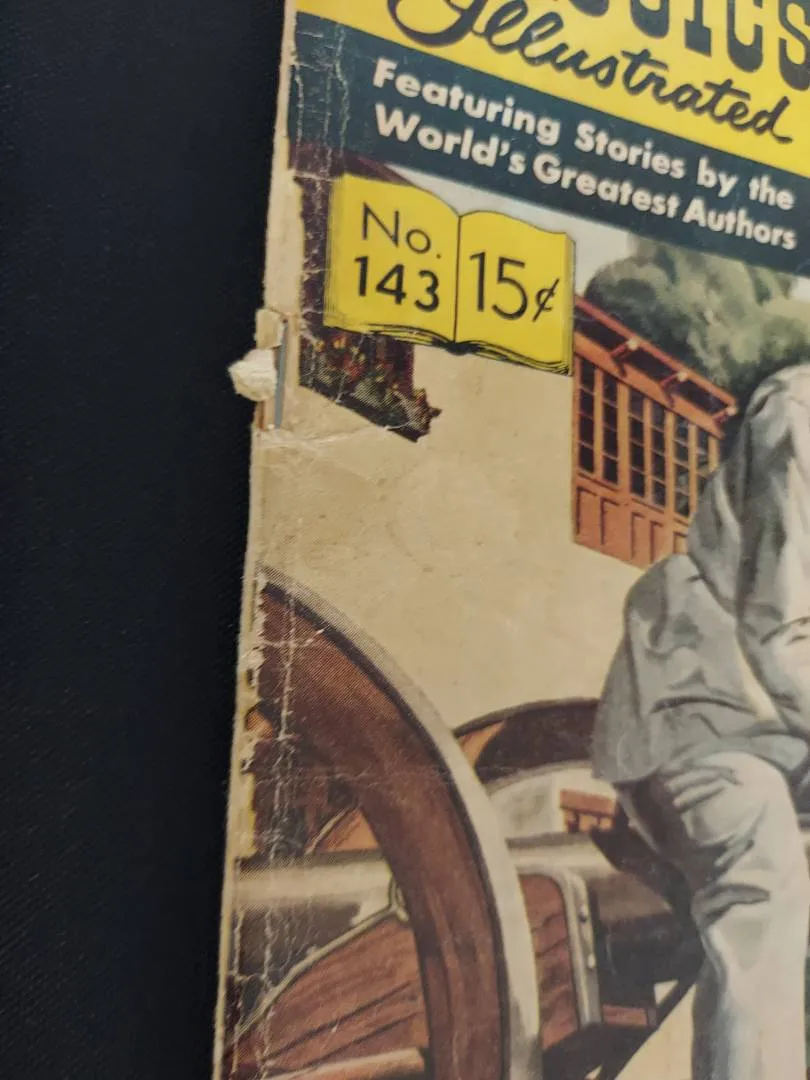 Illustrated
Featuring Stories by the
World's Greatest Authors
No.
143
15¢